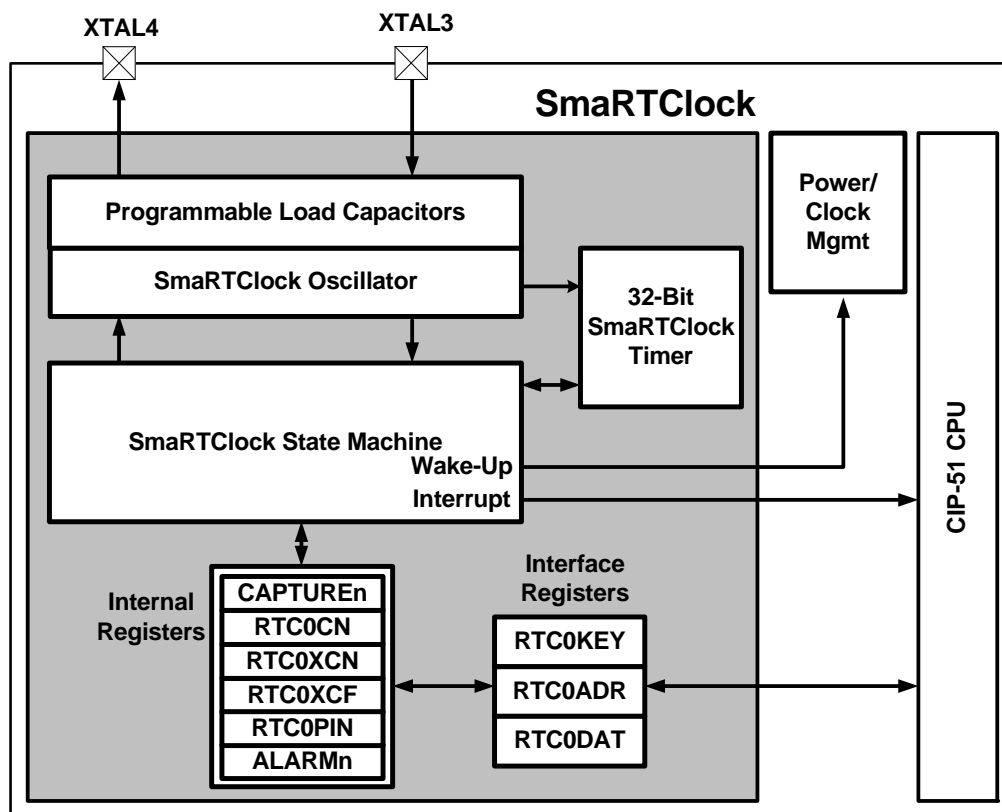 XTAL4
XTAL3
SmaRTClock
Programmable Load Capacitors
SmaRTClock Oscillator
32-Bit
SmaRTClock
Timer
Power/
Clock
Mgmt
CIP-51 CPU
SmaRTClock State Machine
Wake-Up
Interrupt
Internal
Registers
CAPTUREn
RTC0CN
RTC0XCN
RTC0XCF
RTC0PIN
ALARMn
Interface
Registers
RTC0KEY
RTC0ADR
RTC0DAT